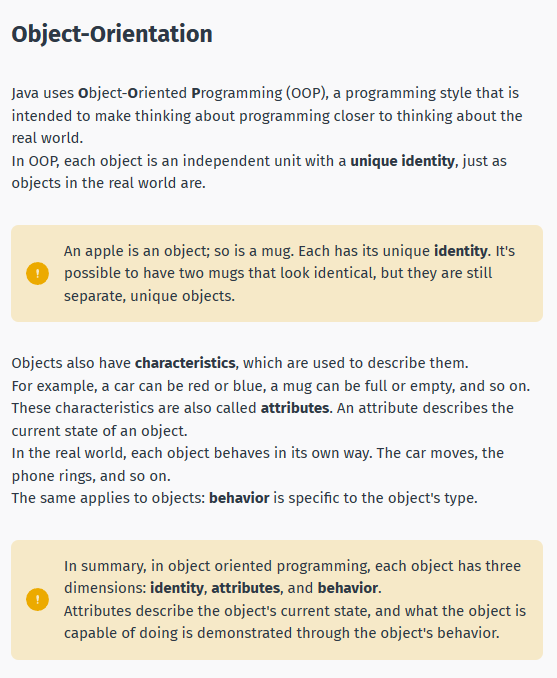 Object-Orientation
Java uses Object-Oriented Programming (OOP), a programming style that is
intended to make thinking about programming closer to thinking about the
real world.
In OOP, each object is an independent unit with a unique identity, just as
objects in the real world are.
An apple is an object; so is a mug. Each has its unique identity. It's
possible to have two mugs that look identical, but they are still
separate, unique objects.
Objects also have characteristics, which are used to describe them.
For example, a car can be red or blue, a mug can be full or empty, and so on.
These characteristics are also called attributes. An attribute describes the
current state of an object.
In the real world, each object behaves in its own way. The car moves, the
phone rings, and so on.
The same applies to objects: behavior is specific to the object's type.
In summary, in object oriented programming, each object has three
dimensions: identity, attributes, and behavior.
Attributes describe the object's current state, and what the object is
capable of doing is demonstrated through the object's behavior.